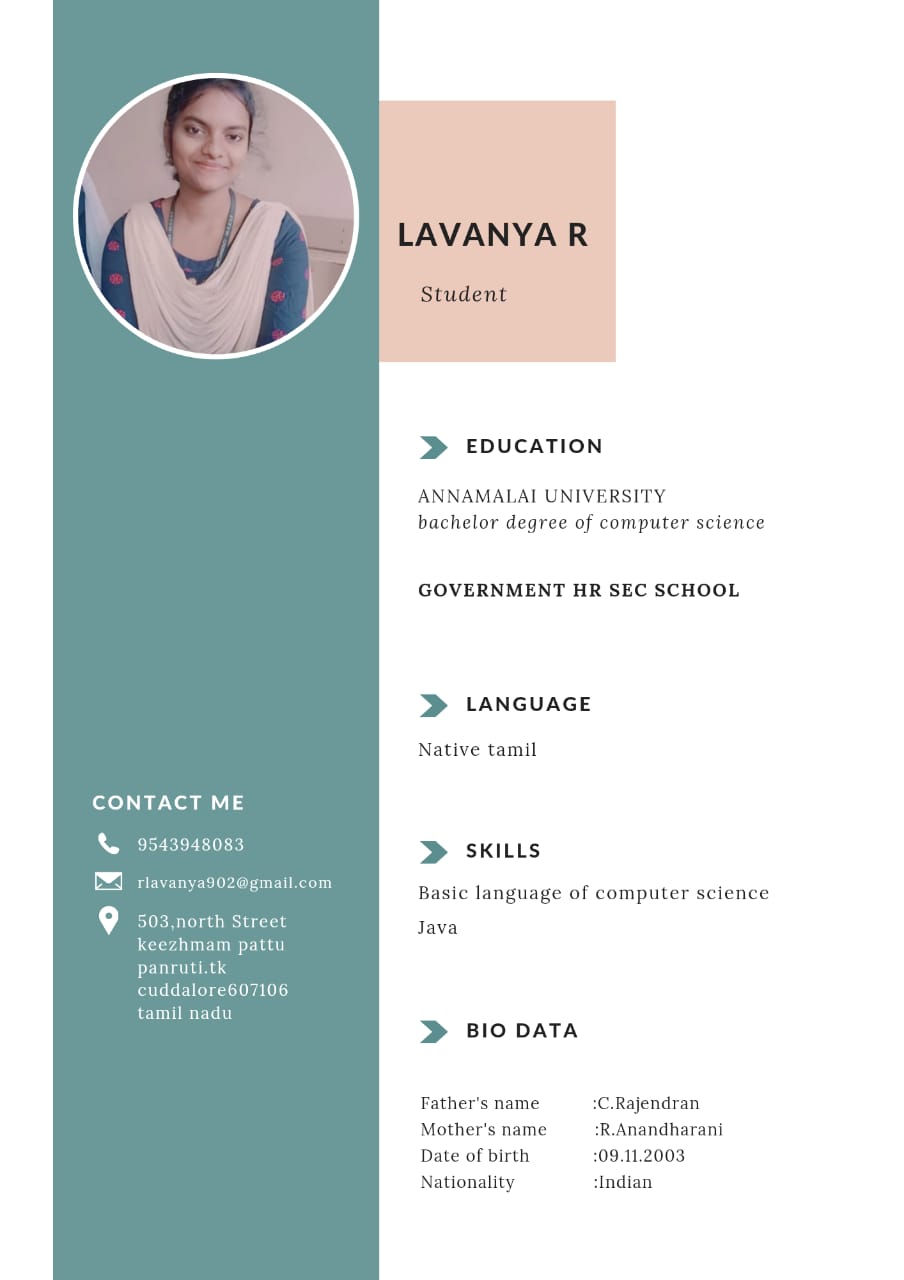 LAVANYA R
Student
EDUCATION
ANNAMALAI UNIVERSITY
bachelor degree of computer science
GOVERNMENT HR SEC SCHOOL
LANGUAGE
Native tamil
SKILLS
Basic language of computer science
Java
BIO DATA
Father's name :C.Rajendran
Mother's name :R.Anandharani
Date of birth :09.11.2003
Nationality :Indian
CONTACT ME
9543948083
rlavanya902@gmail.com
503,north Street
keezhmam pattu
panruti.tk
cuddalore607106
tamil nadu